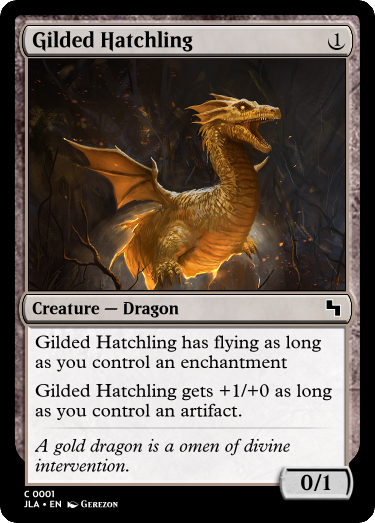 Gilded Hatchling 1
Creature — Dragon
Gilded Hatchling has flying as long
as you control an enchantment
Gilded Hatchling gets +1/+0 as long
as you control an artifact.
A gold dragon is a omen of divine
intervention.
0/1
C 0001
JLA • EN Gerezon